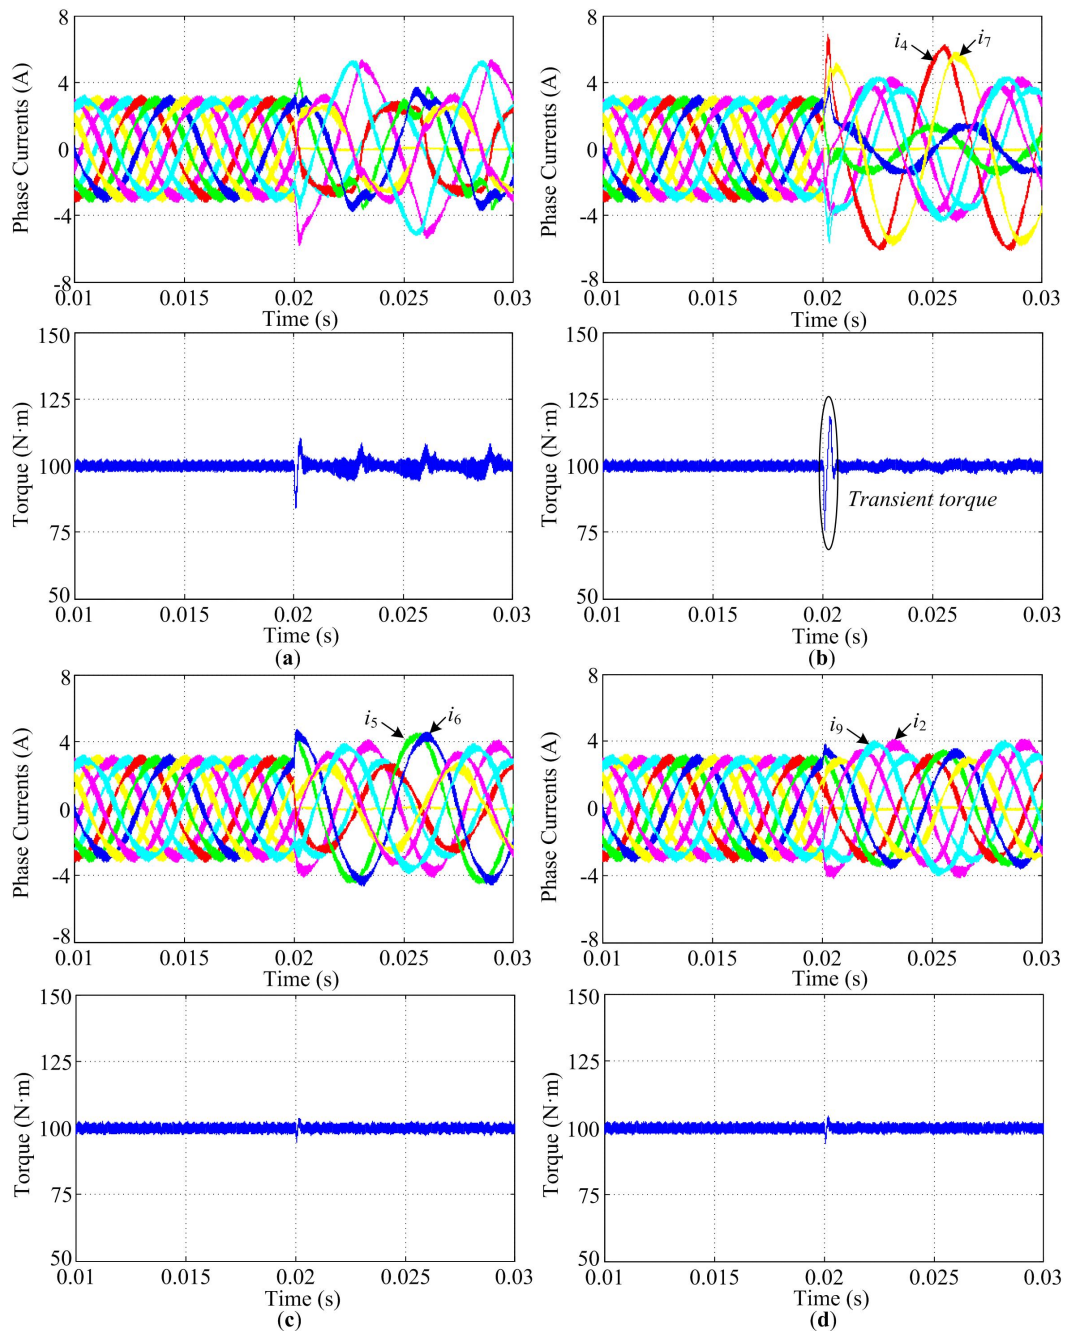 8
4
0
-4
-8
Phase Currents (A)
0.01 0.015 0.02 0.025 0.03
Time (s)
150
125
100
75
50
Torque (N·m)
0.01 0.015 0.02 0.025 0.03
Time (s)
(a)
8
4
0
-4
-8
Phase Currents (A)
i4 i7
0.01 0.015 0.02 0.025 0.03
Time (s)
150
125
100
75
50
Torque (N·m)
Transient torque
0.01 0.015 0.02 0.025 0.03
Time (s)
(b)
8
4
0
-4
-8
Phase Currents (A)
i5 i6
0.01 0.015 0.02 0.025 0.03
Time (s)
150
125
100
75
50
Torque (N·m)
0.01 0.015 0.02 0.025 0.03
Time (s)
(c)
8
4
0
-4
-8
Phase Currents (A)
i9 i2
0.01 0.015 0.02 0.025 0.03
Time (s)
150
125
100
75
50
Torque (N·m)
0.01 0.015 0.02 0.025 0.03
Time (s)
(d)